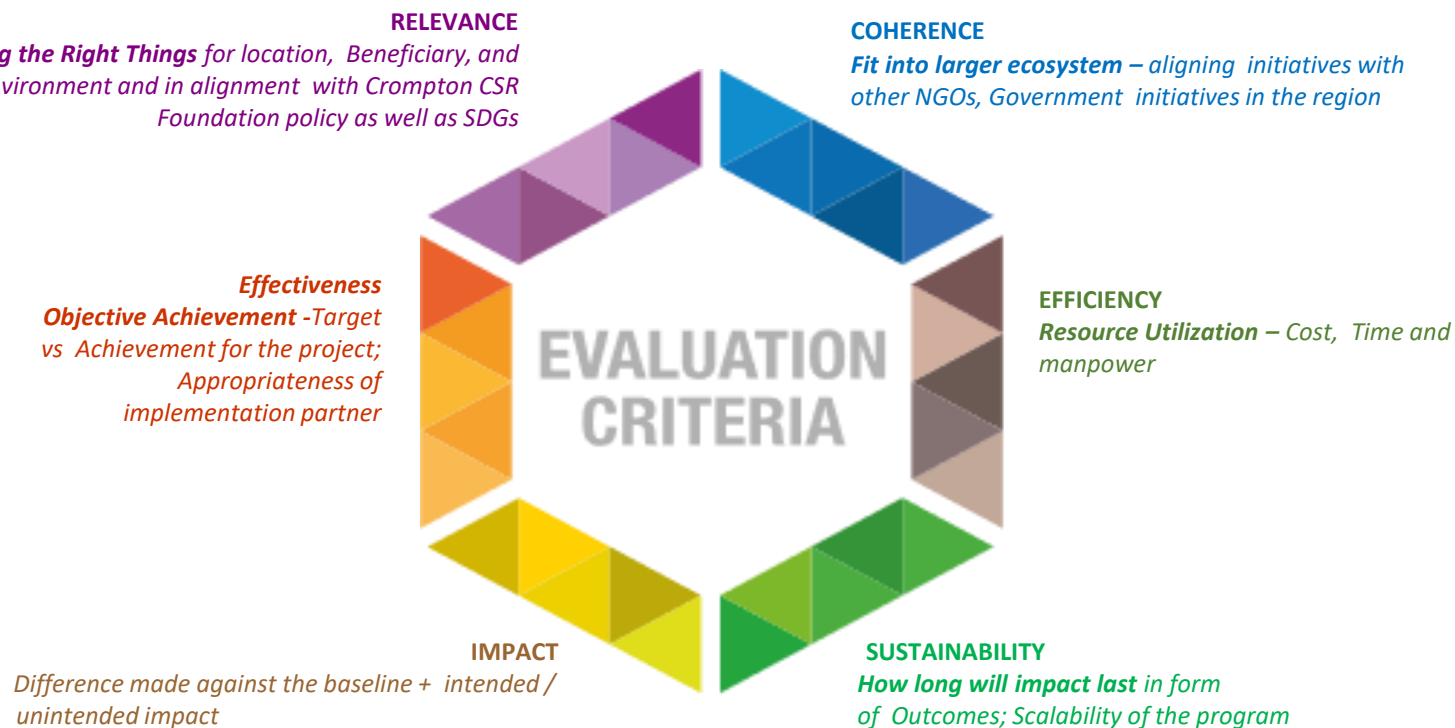 RELEVANCE
the Right Things for location, Beneficiary, and
and in alignment with Crompton CSR
Foundation policy as well as SDGs
COHERENCE
Fit into larger ecosystem – aligning initiatives with
other NGOs, Government initiatives in the region
Effectiveness
Objective Achievement -Target
vs Achievement for the project;
Appropriateness of
implementation partner
EVALUATION
CRITERIA
EFFICIENCY
Resource Utilization – Cost, Time and
manpower
IMPACT
Difference made against the baseline + intended /
unintended impact
SUSTAINABILITY
How long will impact last in form
of Outcomes; Scalability of the program